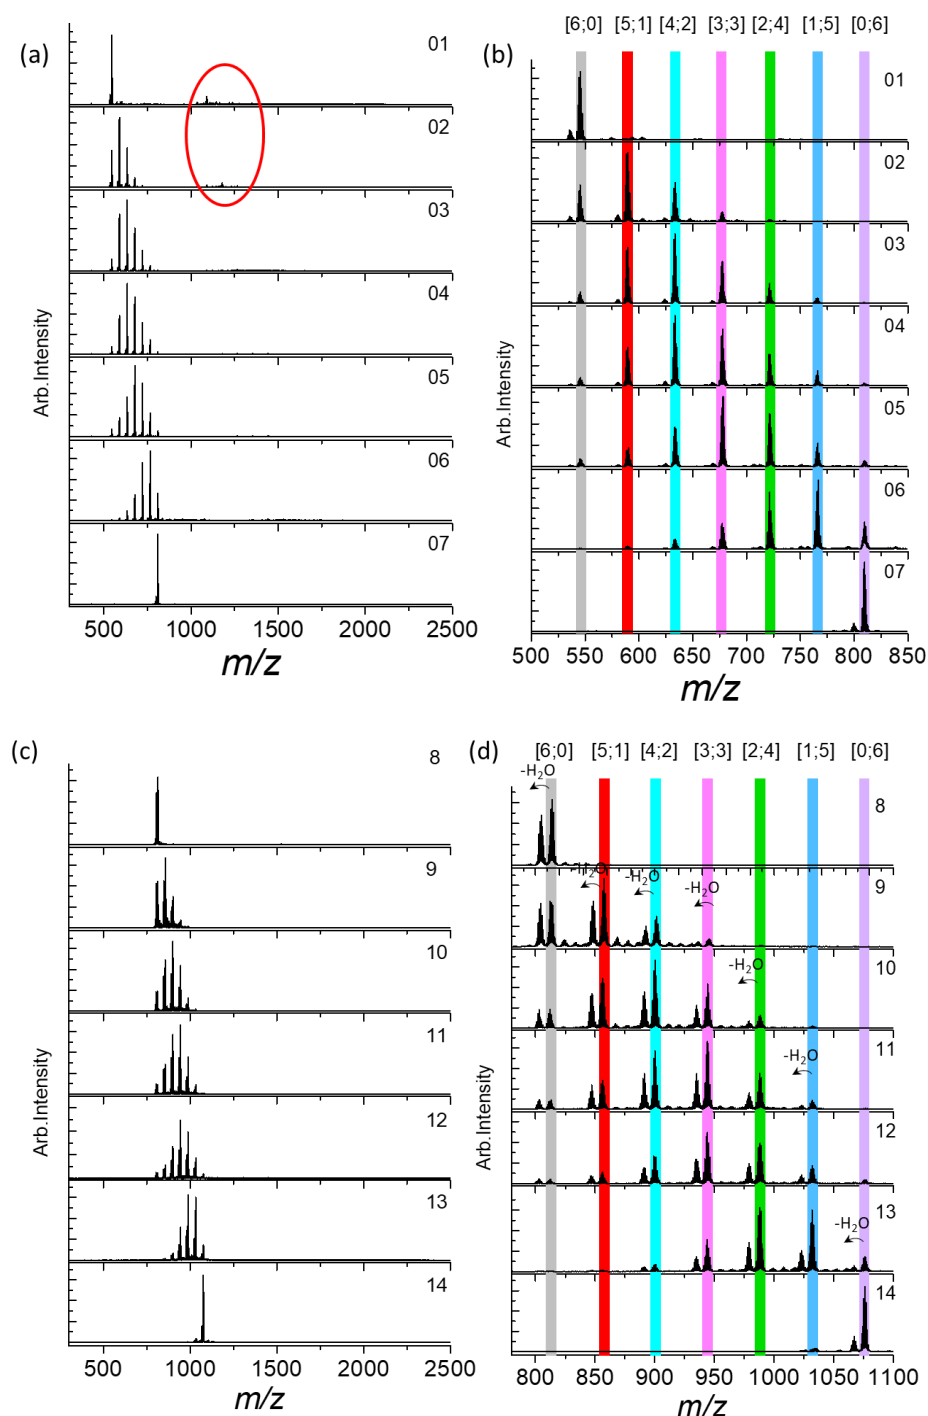 (a)
01
02
03
04
05
06
07
Arb.Intensity
500 1000 1500 2000 2500
m/z
(b)
[6;0] [5;1] [4;2] [3;3] [2;4] [1;5] [0;6]
01
02
03
04
05
06
07
Arb.Intensity
500 550 600 650 700 750 800 850
m/z
(c)
8
9
10
11
12
13
14
Arb.Intensity
500 1000 1500 2000 2500
m/z
(d)
[6;0] [5;1] [4;2] [3;3] [2;4] [1;5] [0;6]
-H₂O
8
-H₂O -H₂O -H₂O
9
-H₂O
10
-H₂O
11
12
13
-H₂O
14
Arb.Intensity
800 850 900 950 1000 1050 1100
m/z